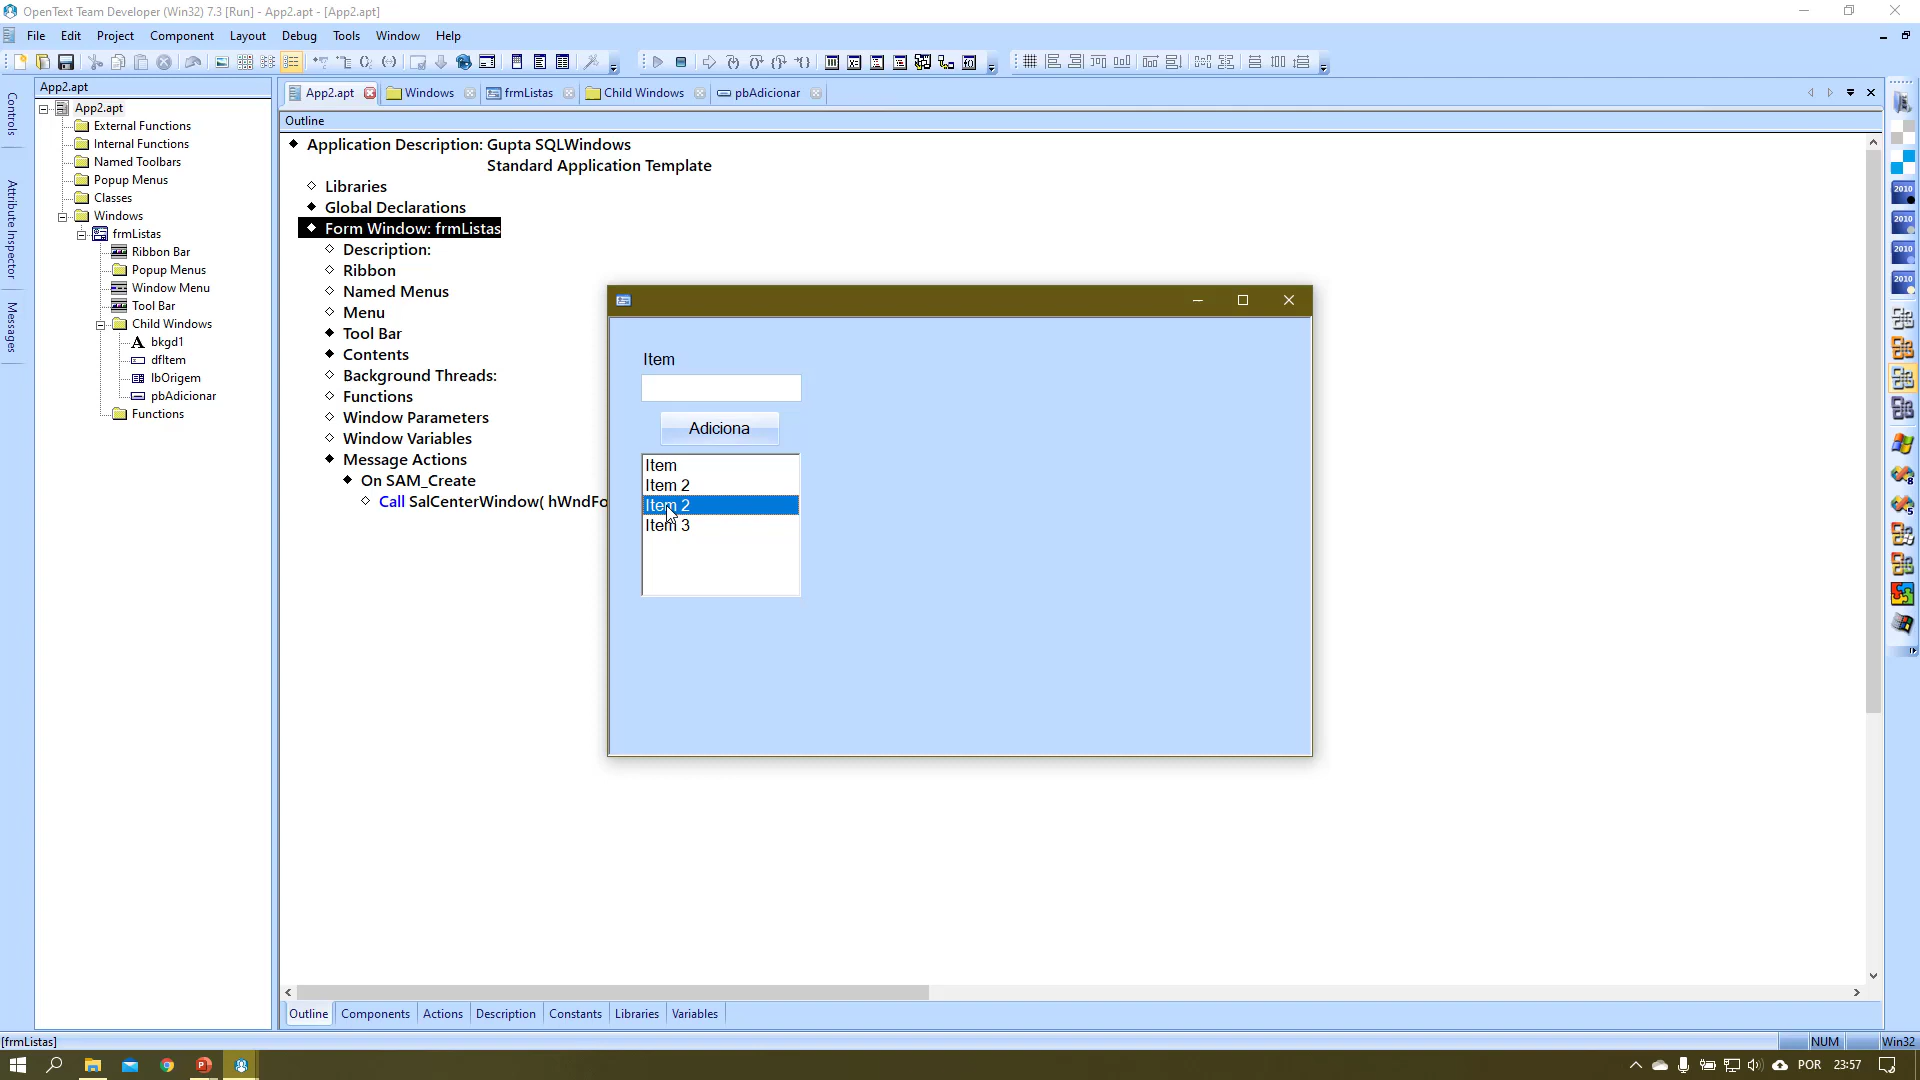 OpenText Team Developer (Win32) 7.3 [Run] - App2.apt - [App2.apt]
File Edit Project Component Layout Enable Debug Tools Window Help
App2.apt
App2.apt Windows frmListas Child Windows pbAdicionar
Controls
Attribute Inspector
Messages
App2.apt
External Functions
Internal Functions
Named Toolbars
Popup Menus
Classes
Windows
frmListas
Ribbon Bar
Popup Menus
Window Menu
Tool Bar
Child Windows
bkgd1
dfItem
lbOrigem
pbAdicionar
Functions
Outline
Application Description: Gupta SQLWindows
Standard Application Template
Libraries
Global Declarations
Form Window: frmListas
Description:
Ribbon
Named Menus
Menu
Tool Bar
Contents
Background Threads:
Functions
Window Parameters
Window Variables
Message Actions
On SAM_Create
Call SalCenterWindow( hWndFo
Item
Adiciona
Item
Item 2
Item 2
Item 3
2010
2010
2010
2010
Outline Components Actions Description Constants Libraries Variables
[frmListas] NUM Win32
POR 23:57